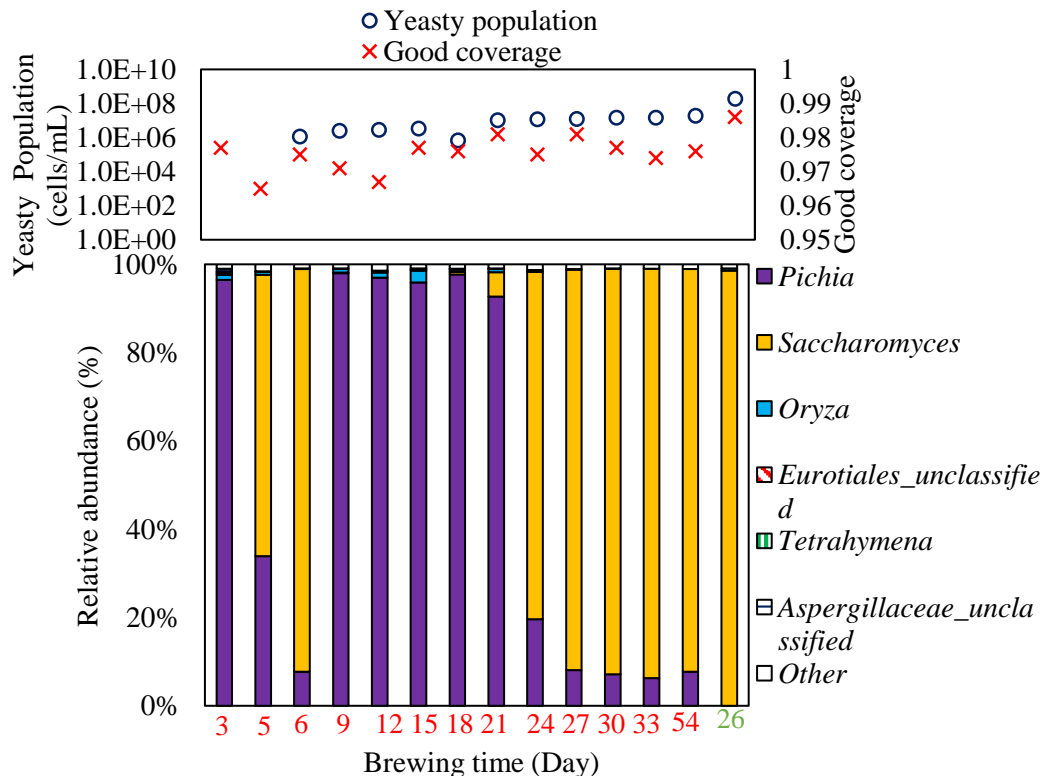 Yeasty population
Good coverage
1.0E+10
1.0E+08
1.0E+06
1.0E+04
1.0E+02
1.0E+00
Yeasty Population
(cells/mL)
1
0.99
0.98
0.97
0.96
0.95
Good coverage
100%
80%
60%
40%
20%
0%
Relative abundance (%)
Pichia
Saccharomyces
Oryza
Eurotiales_unclassifie
d
Tetrahymena
Aspergillaceae_uncla
ssified
Other
3 5 6 9 12 15 18 21 24 27 30 33 54 26
Brewing time (Day)